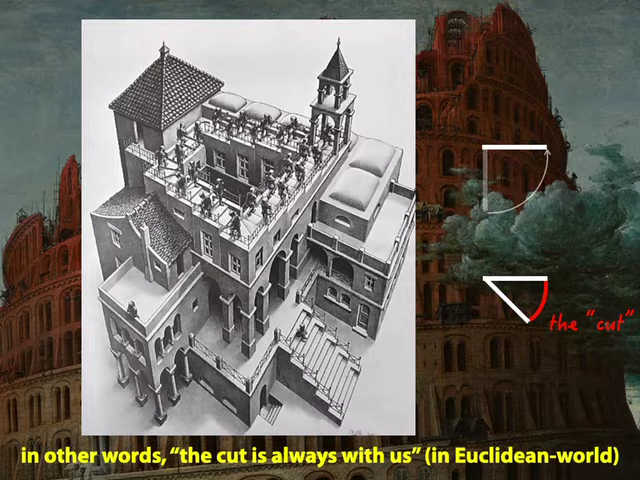 the "cut"
in other words, “the cut is always with us” (in Euclidean-world)